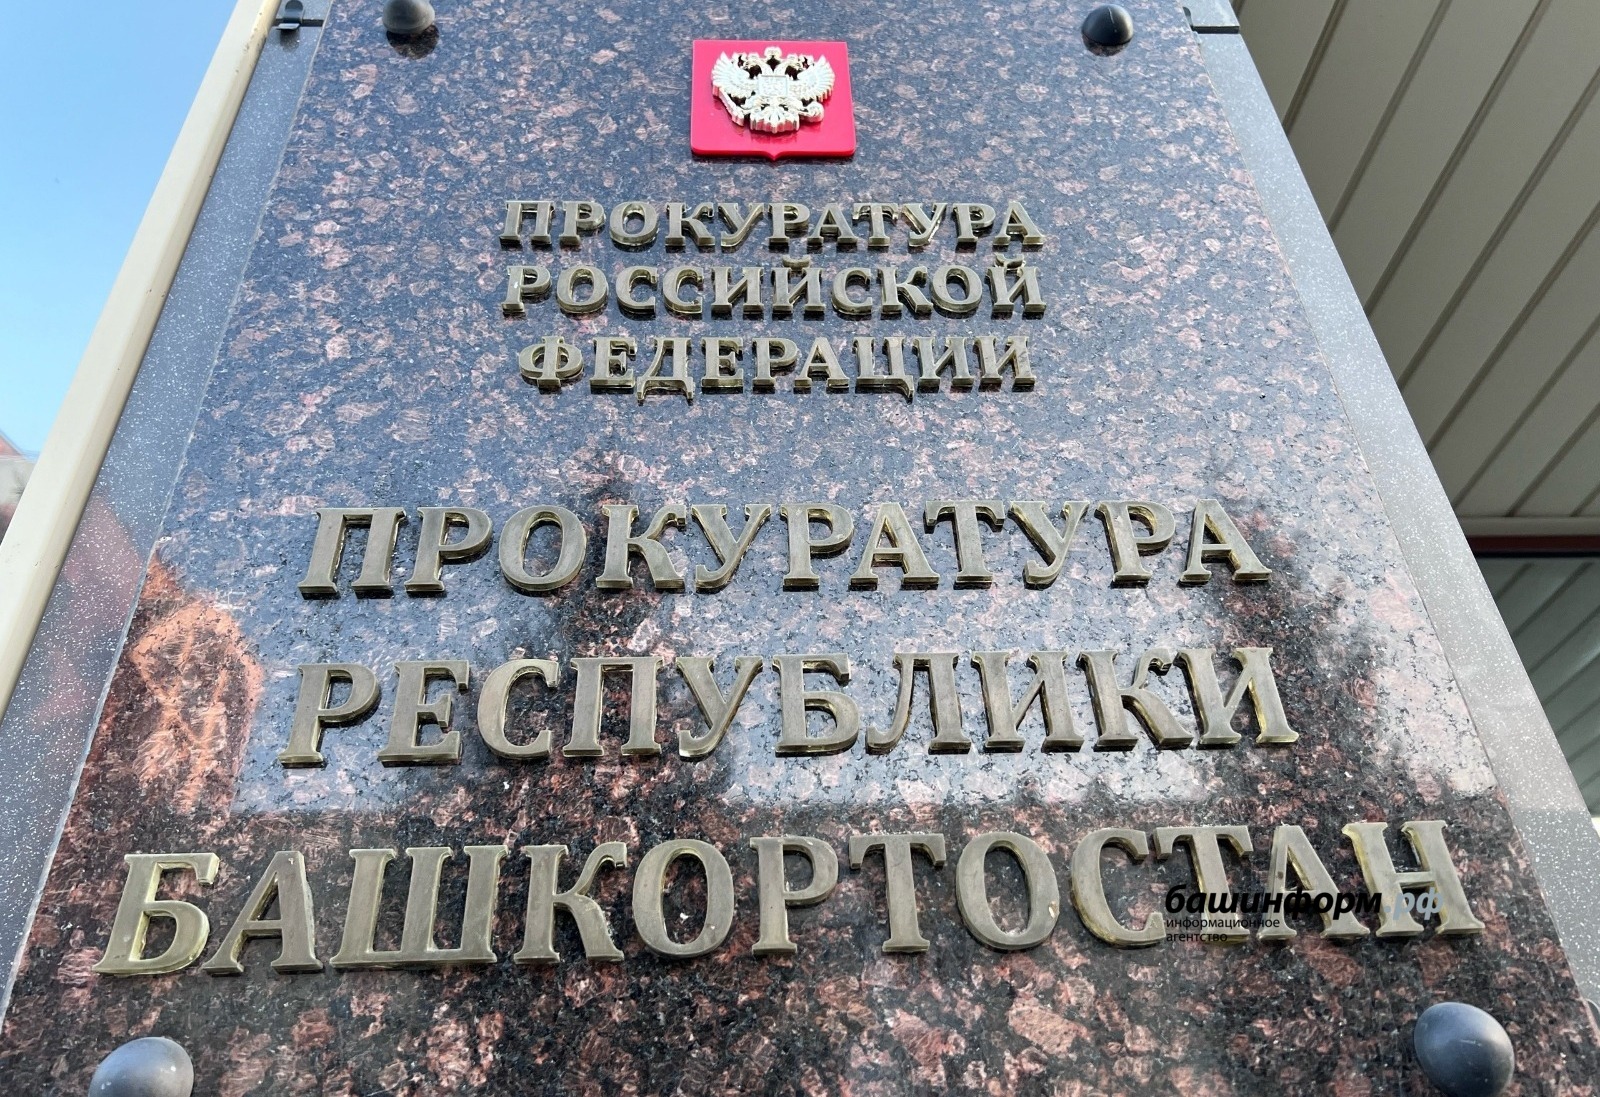 ПРОКУРАТУРА
РОССИЙСКОЙ
ФЕДЕРАЦИИ
ПРОКУРАТУРА
РЕСПУБЛИКИ
БАШКОРТОСТАН
башинформ.рф
информационное
агентство